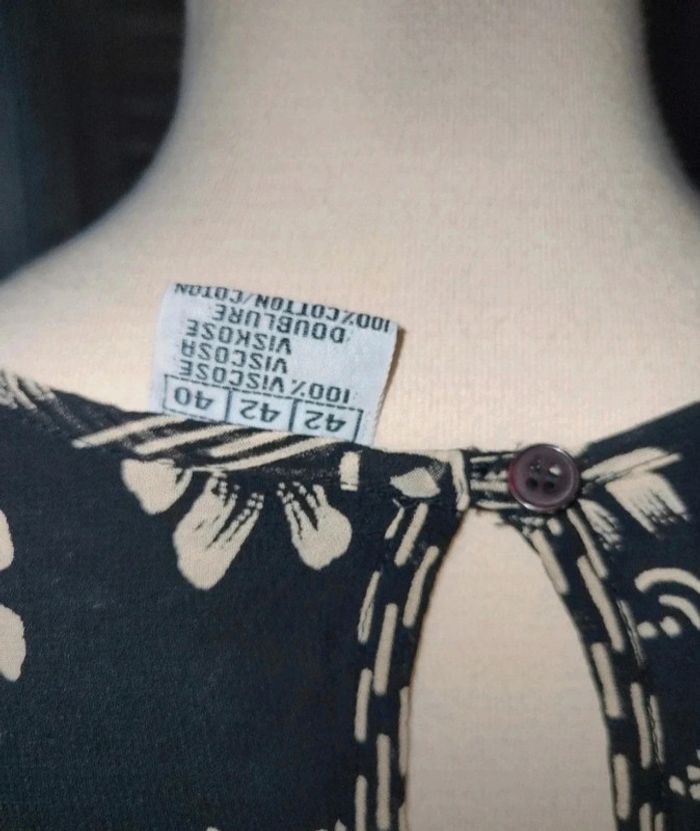 42 42 40
100% VISCOSE
VISCOSA
VISKOSE
DOUBLURE
100%COTTON/COTON